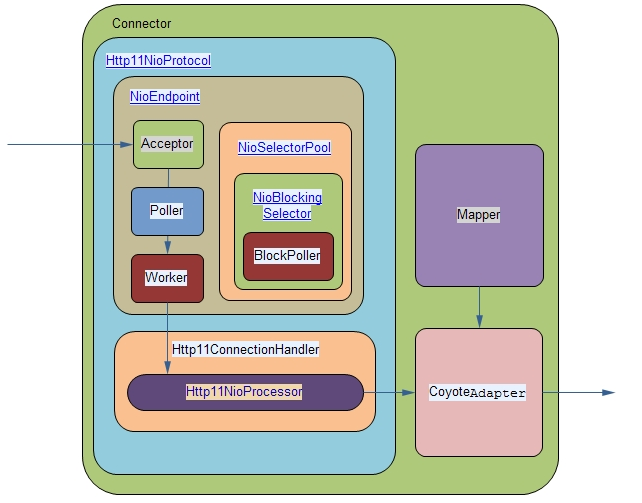 Connector
Http11NioProtocol
NioEndpoint
Acceptor
Poller
Worker
NioSelectorPool
NioBlocking
Selector
BlockPoller
Http11ConnectionHandler
Http11NioProcessor
Mapper
CoyoteAdapter